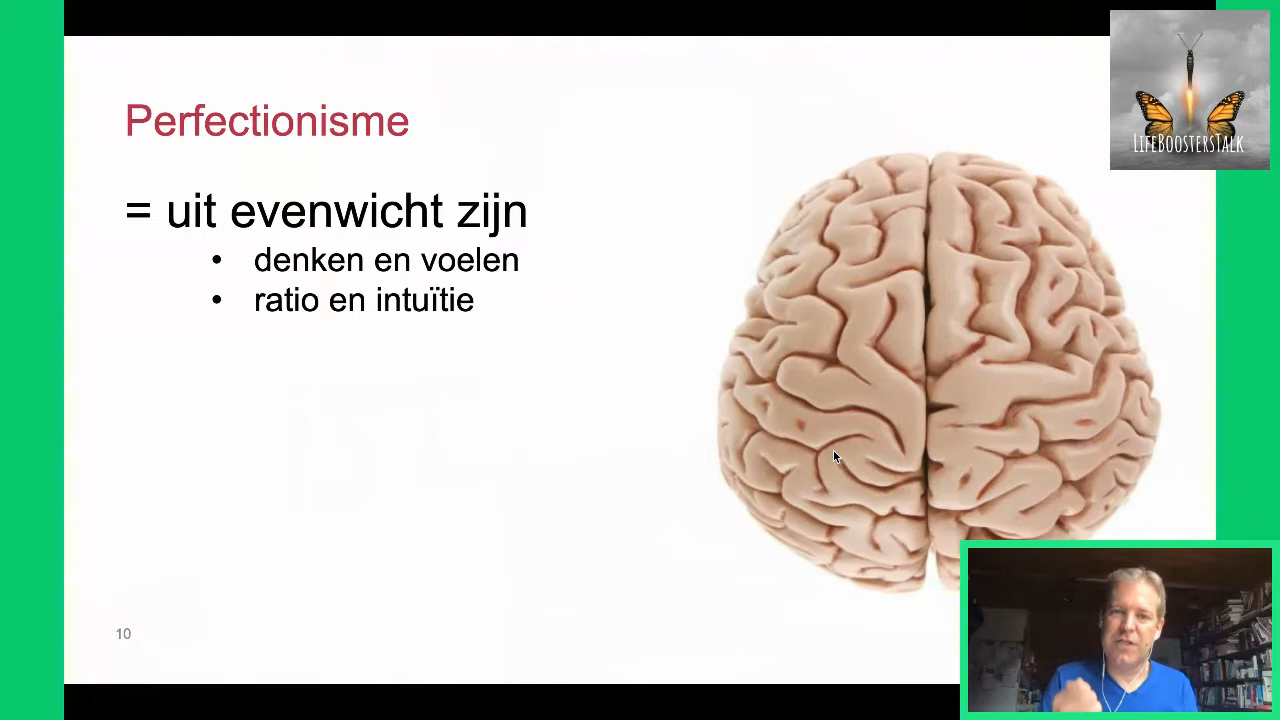 LIFEBOOSTERSTALK
Perfectionisme
= uit evenwicht zijn
• denken en voelen
• ratio en intuïtie
10